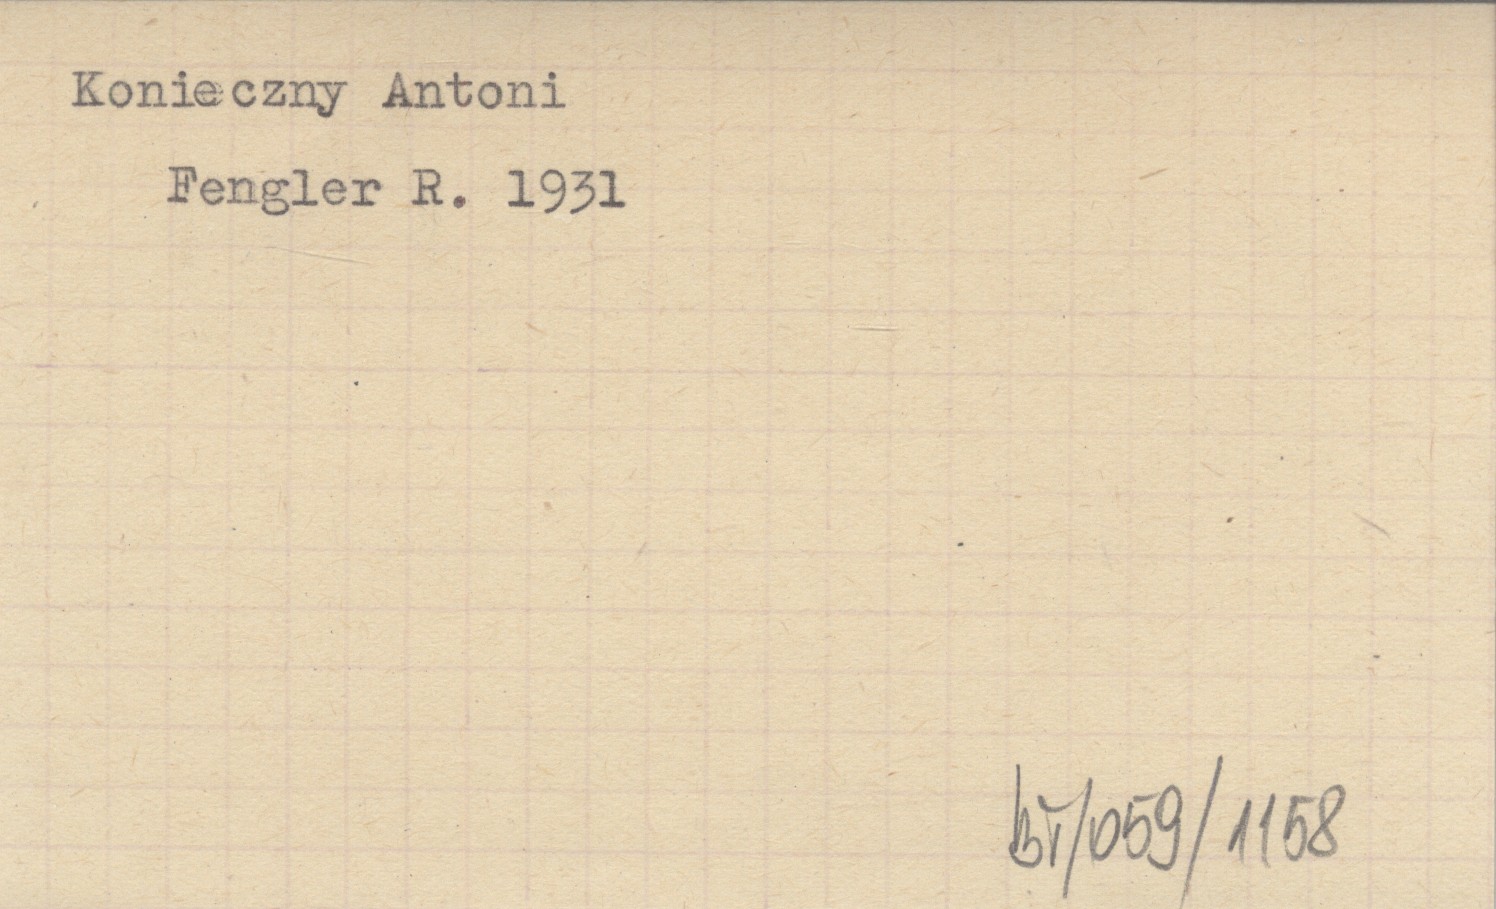 Konieczny Antoni
Fengler R. 1931
BT/059/1158